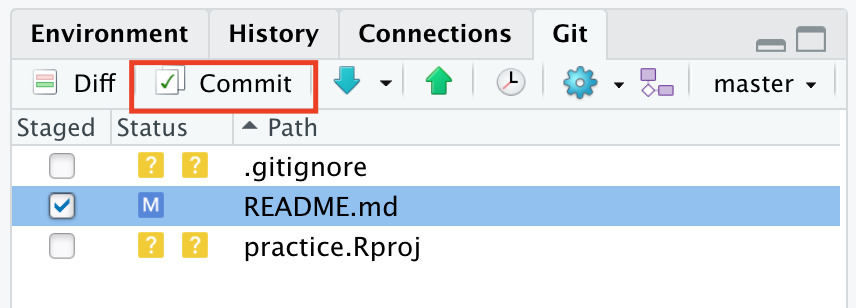 Environment History Connections Git
Diff Commit master
Staged Status Path
? ? .gitignore
M README.md
? ? practice.Rproj